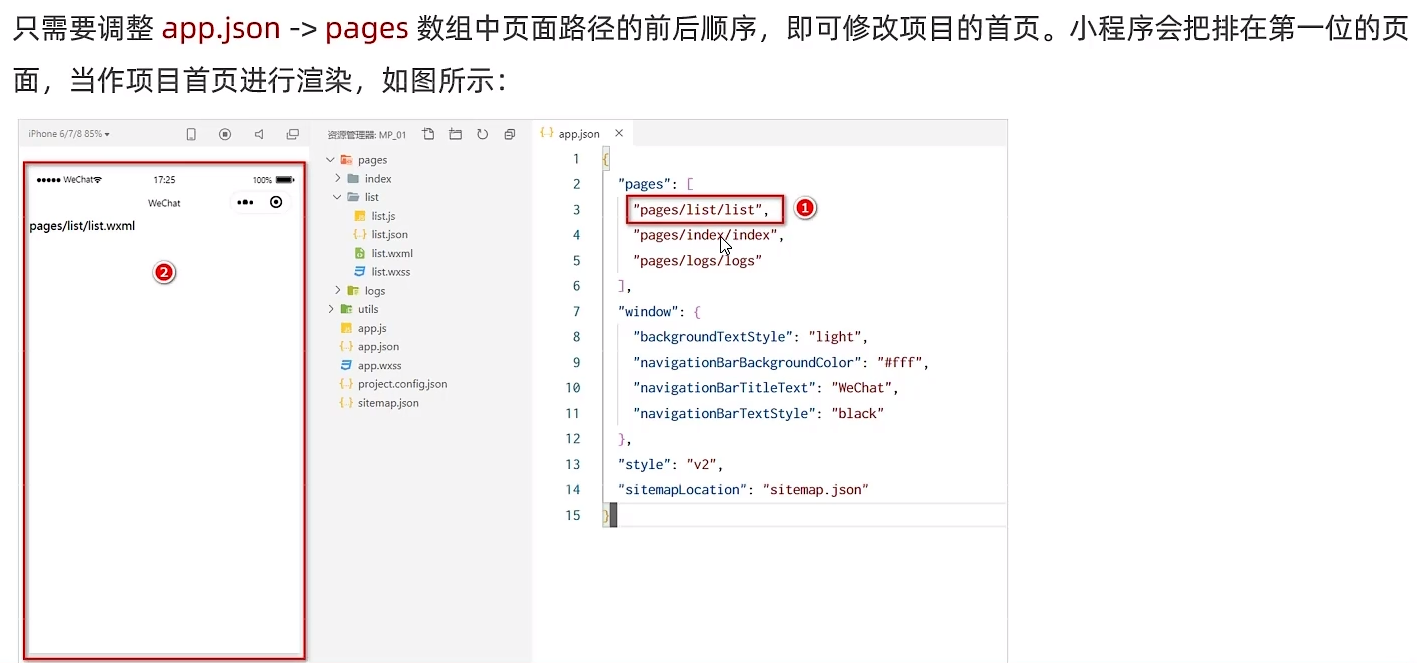 只需要调整 app.json -> pages 数组中页面路径的前后顺序，即可修改项目的首页。小程序会把排在第一位的页
面，当作项目首页进行渲染，如图所示：
iPhone 6/7/8 85%
WeChat 17:25 100%
WeChat
pages/list/list.wxml
2
资源管理器: MP_01
pages
index
list
list.js
list.json
list.wxml
list.wxss
logs
utils
app.js
app.json
app.wxss
project.config.json
sitemap.json
app.json
1 {
2 "pages": [
3 "pages/list/list", 1
4 "pages/index/index",
5 "pages/logs/logs"
6 ],
7 "window": {
8 "backgroundTextStyle": "light",
9 "navigationBarBackgroundColor": "#fff",
10 "navigationBarTitleText": "WeChat",
11 "navigationBarTextStyle": "black"
12 },
13 "style": "v2",
14 "sitemapLocation": "sitemap.json"
15 }